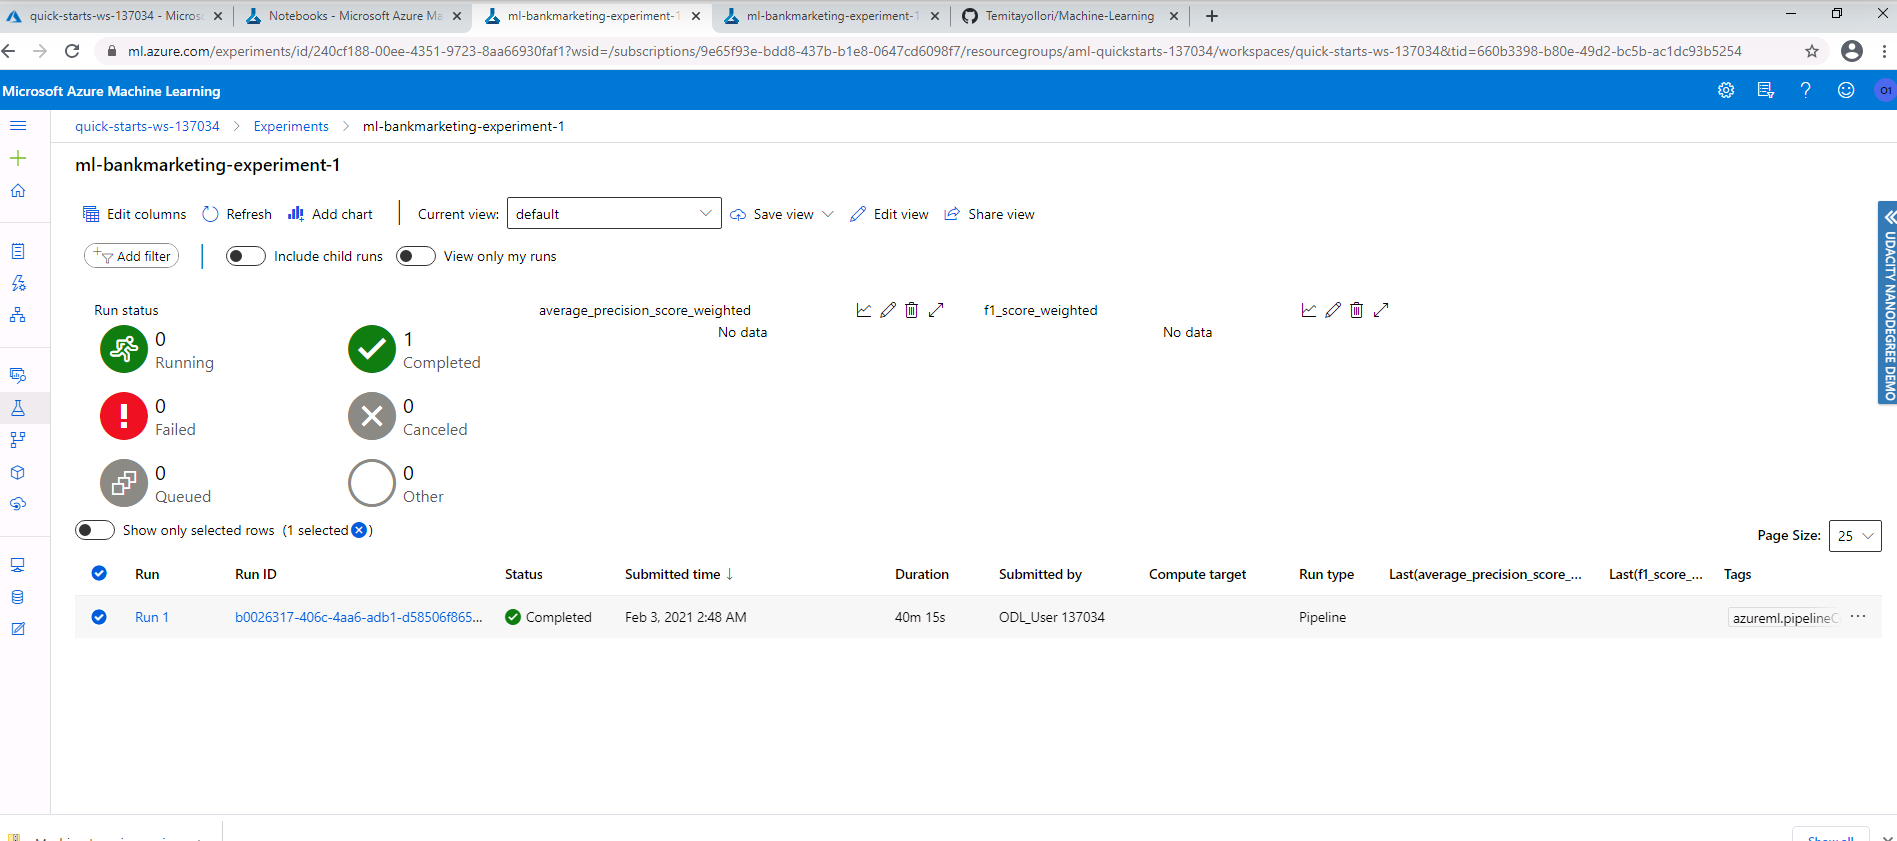 quick-starts-ws-137034 - Micros
Notebooks - Microsoft Azure Ma
ml-bankmarketing-experiment-1
ml-bankmarketing-experiment-1
Temitayollori/Machine-Learning
ml.azure.com/experiments/id/240cf188-00ee-4351-9723-8aa66930faf1?wsid=/subscriptions/9e65f93e-bdd8-437b-b1e8-0647cd6098f7/resourcegroups/aml-quickstarts-137034/workspaces/quick-starts-ws-137034&tid=660b3398-b80e-49d2-bc5b-ac1dc93b5254
Microsoft Azure Machine Learning
O1
quick-starts-ws-137034 > Experiments > ml-bankmarketing-experiment-1
ml-bankmarketing-experiment-1
Edit columns Refresh Add chart Current view: default Save view Edit view Share view
Add filter Include child runs View only my runs
UDACITY NANODEGREE DEMO
Run status
0 Running
1 Completed
0 Failed
0 Canceled
0 Queued
0 Other
average_precision_score_weighted
No data
f1_score_weighted
No data
Show only selected rows (1 selected )
Page Size: 25
Run Run ID Status Submitted time ↓ Duration Submitted by Compute target Run type Last(average_precision_score_... Last(f1_score_... Tags
Run 1 b0026317-406c-4aa6-adb1-d58506f865... Completed Feb 3, 2021 2:48 AM 40m 15s ODL_User 137034 Pipeline azureml.pipelineC ...
Show all